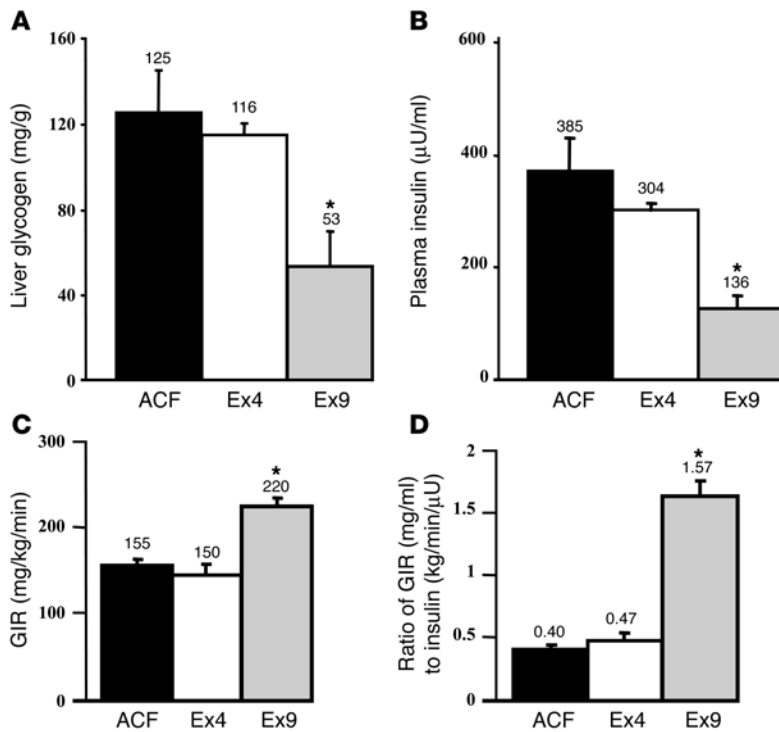 A
Liver glycogen (mg/g)
160
120
80
40
0
125
116
*
53
ACF Ex4 Ex9
B
Plasma insulin (µU/ml)
600
400
200
0
385
304
*
136
ACF Ex4 Ex9
C
GIR (mg/kg/min)
300
200
100
0
155
150
*
220
ACF Ex4 Ex9
D
Ratio of GIR (mg/ml)
to insulin (kg/min/µU)
2
1.5
1
0.5
0
0.40
0.47
*
1.57
ACF Ex4 Ex9